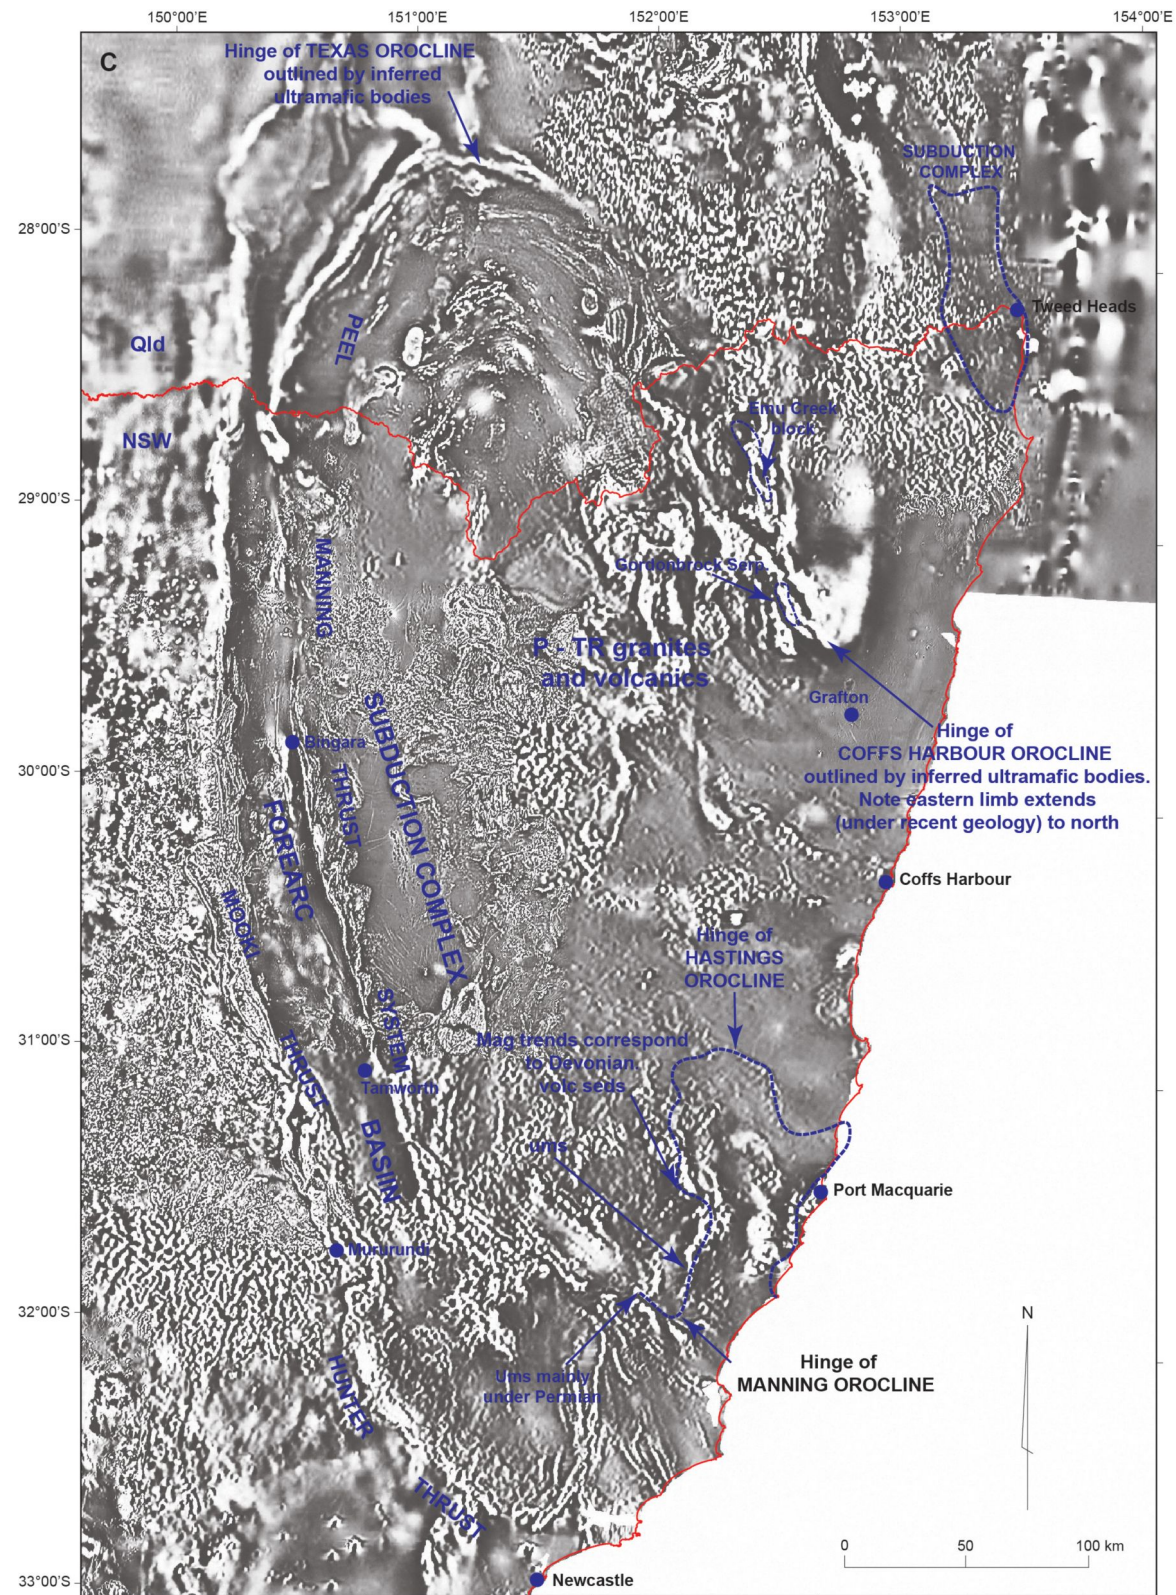 150°00'E
151°00'E
152°00'E
153°00'E
154°00'E
C
Hinge of TEXAS OROCLINE
outlined by inferred
ultramafic bodies
SUBDUCTION
COMPLEX
28°00'S
Tweed Heads
PEEL
Qld
NSW
Emu Creek
block
29°00'S
MANNING
Gordonbrock Serp.
P - TR granites
and volcanics
Grafton
Hinge of
COFFS HARBOUR OROCLINE
outlined by inferred ultramafic bodies.
Note eastern limb extends
(under recent geology) to north
Bingara
30°00'S
THRUST
SUBDUCTION COMPLEX
FOREARC
MOOKI
Coffs Harbour
Hinge of
HASTINGS
OROCLINE
SYSTEM
31°00'S
THRUST
Mag trends correspond
to Devonian.
volc seds
Tamworth
BASIIN
ums
Port Macquarie
Mururundi
32°00'S
N
HUNTER
Ums mainly
under Permian
Hinge of
MANNING OROCLINE
THRUST
0
50
100 km
33°00'S
Newcastle